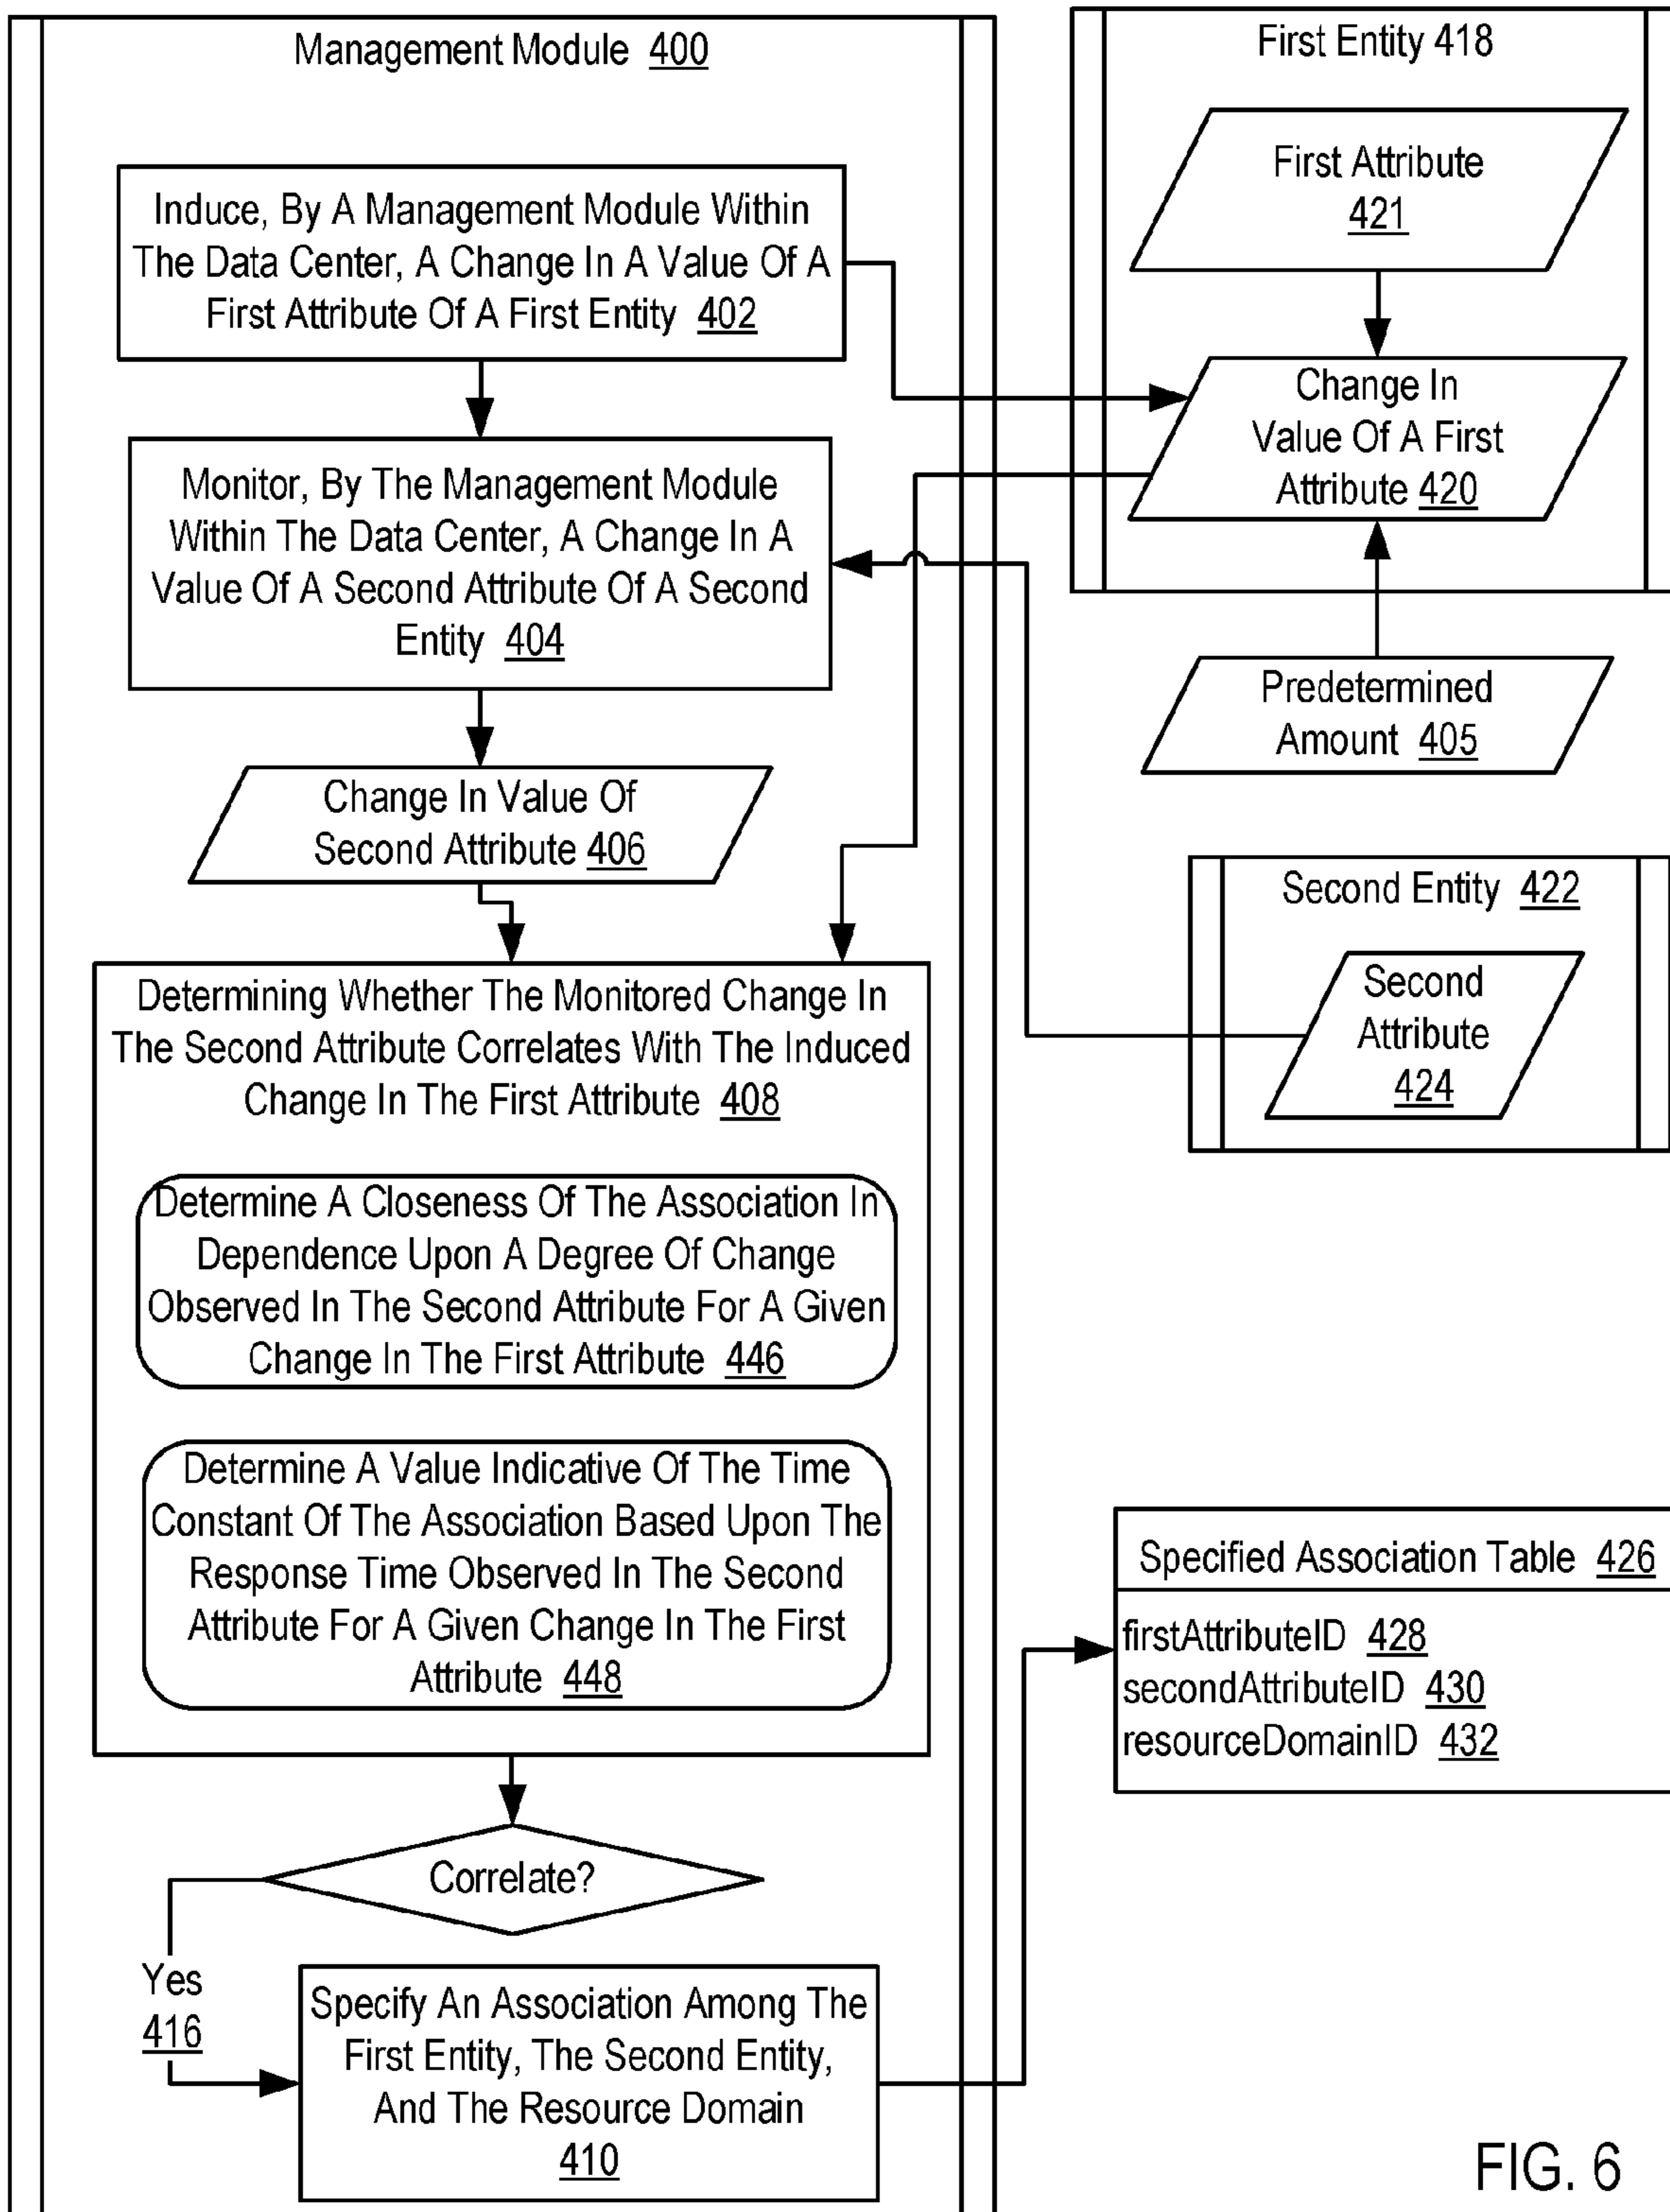 Management Module 400
Induce, By A Management Module Within
The Data Center, A Change In A Value Of A
First Attribute Of A First Entity 402
Monitor, By The Management Module
Within The Data Center, A Change In A
Value Of A Second Attribute Of A Second
Entity 404
Change In Value Of
Second Attribute 406
Determining Whether The Monitored Change In
The Second Attribute Correlates With The Induced
Change In The First Attribute 408
Determine A Closeness Of The Association In
Dependence Upon A Degree Of Change
Observed In The Second Attribute For A Given
Change In The First Attribute 446
Determine A Value Indicative Of The Time
Constant Of The Association Based Upon The
Response Time Observed In The Second
Attribute For A Given Change In The First
Attribute 448
Correlate?
Yes
416
Specify An Association Among The
First Entity, The Second Entity,
And The Resource Domain
410
First Entity 418
First Attribute
421
Change In
Value Of A First
Attribute 420
Predetermined
Amount 405
Second Entity 422
Second
Attribute
424
Specified Association Table 426
firstAttributeID 428
secondAttributeID 430
resourceDomainID 432
FIG. 6